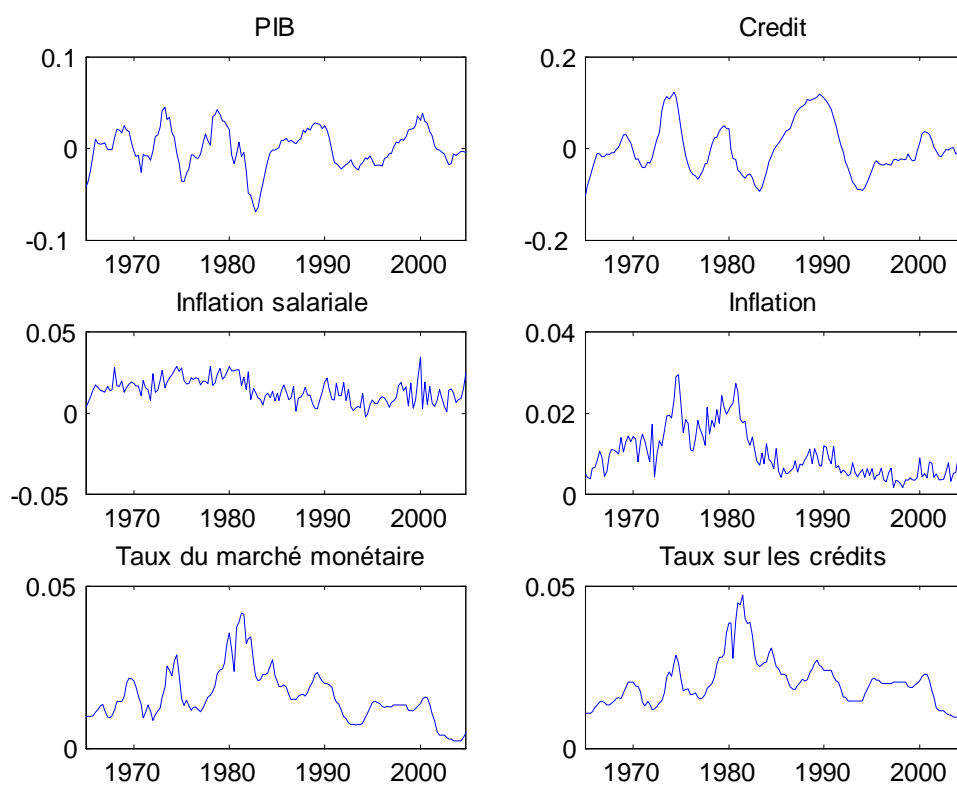 PIB
0.1
0
-0.1
1970 1980 1990 2000
Credit
0.2
0
-0.2
1970 1980 1990 2000
Inflation salariale
0.05
0
-0.05
1970 1980 1990 2000
Inflation
0.04
0.02
0
1970 1980 1990 2000
Taux du marché monétaire
0.05
0
1970 1980 1990 2000
Taux sur les crédits
0.05
0
1970 1980 1990 2000